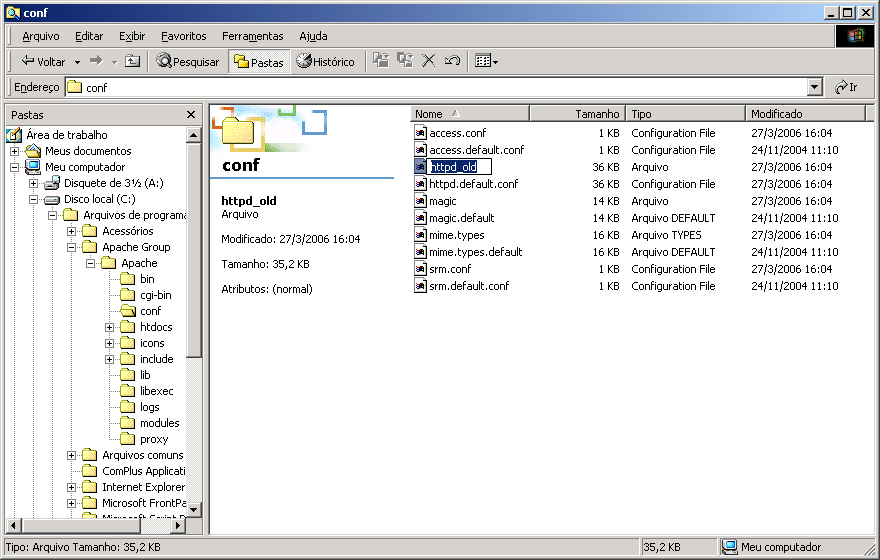 conf
Arquivo Editar Exibir Favoritos Ferramentas Ajuda
Voltar Pesquisar Pastas Histórico
Endereço conf Ir
Pastas
Área de trabalho
Meus documentos
Meu computador
Disquete de 3½ (A:)
Disco local (C:)
Arquivos de programa
Acessórios
Apache Group
Apache
bin
cgi-bin
conf
htdocs
icons
include
lib
libexec
logs
modules
proxy
Arquivos comuns
ComPlus Applicati
Internet Explorer
Microsoft FrontPa
conf
httpd_old
Arquivo
Modificado: 27/3/2006 16:04
Tamanho: 35,2 KB
Atributos: (normal)
Nome Tamanho Tipo Modificado
access.conf 1 KB Configuration File 27/3/2006 16:04
access.default.conf 1 KB Configuration File 24/11/2004 11:10
httpd_old 36 KB Arquivo 27/3/2006 16:04
httpd.default.conf 36 KB Configuration File 27/3/2006 16:04
magic 14 KB Arquivo 27/3/2006 16:04
magic.default 14 KB Arquivo DEFAULT 24/11/2004 11:10
mime.types 16 KB Arquivo TYPES 27/3/2006 16:04
mime.types.default 16 KB Arquivo DEFAULT 24/11/2004 11:10
srm.conf 1 KB Configuration File 27/3/2006 16:04
srm.default.conf 1 KB Configuration File 24/11/2004 11:10
Tipo: Arquivo Tamanho: 35,2 KB 35,2 KB Meu computador